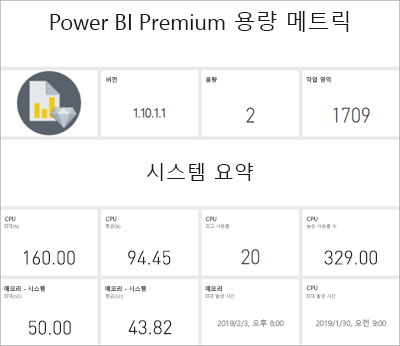 Power BI Premium 용량 메트릭
버전
1.10.1.1
용량
2
작업 영역
1709
시스템 요약
CPU
최대(%)
160.00
CPU
평균(%)
94.45
CPU
최고 사용률
20
CPU
높은 사용률 수
329.00
메모리 - 시스템
최대(GD)
50.00
메모리 - 시스템
평균(GD)
43.82
메모리
최대 발생 시간
2019/2/3, 오후 8:00
CPU
최대 발생 시간
2019/1/30, 오전 9:00